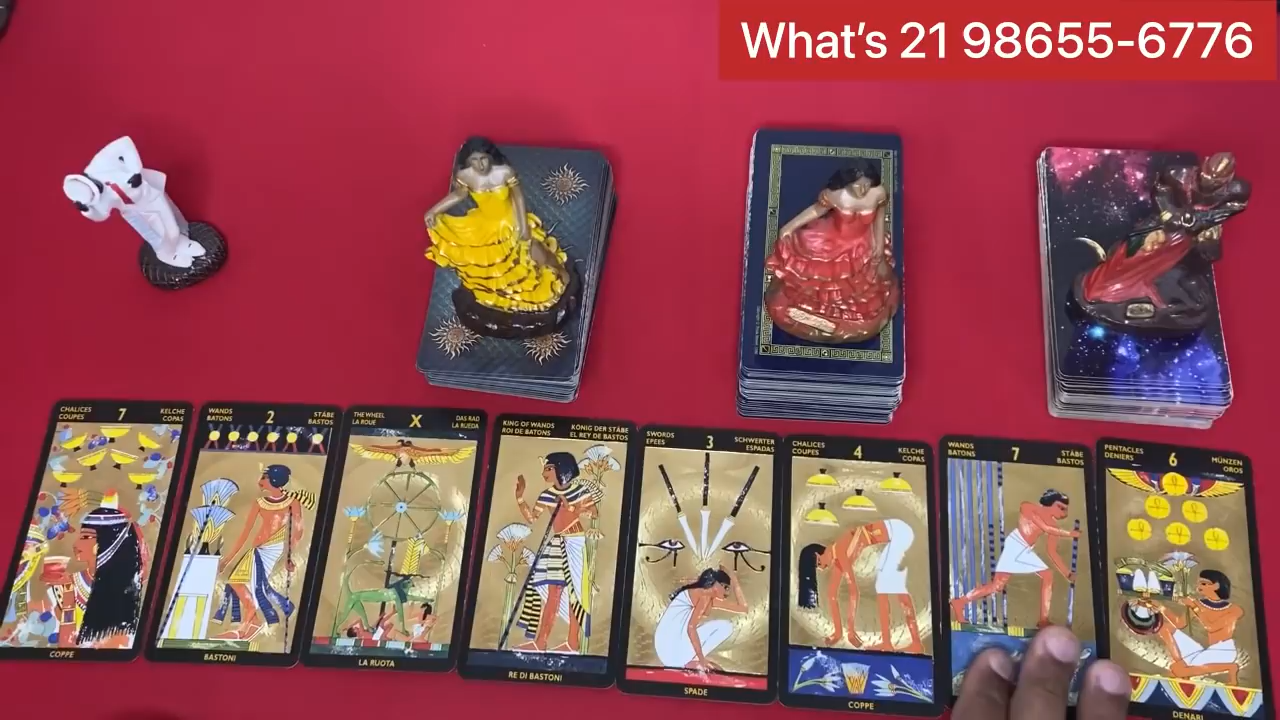 What's 21 98655-6776
CHALICES 7 KELCHE
COUPES COPAS
COPPE
WANDS 2 STÄBE
BATONS BASTOS
BASTONI
THE WHEEL X DAS RAD
LA ROUE LA RUEDA
LA RUOTA
KING OF WANDS KÖNIG DER STÄBE
ROI DE BATONS EL REY DE BASTOS
RE DI BASTONI
SWORDS 3 SCHWERTER
EPEES ESPADAS
SPADE
CHALICES 4 KELCHE
COUPES COPAS
COPPE
WANDS 7 STÄBE
BATONS BASTOS
PENTACLES 6 MÜNZEN
DENIERS OROS
DENARI